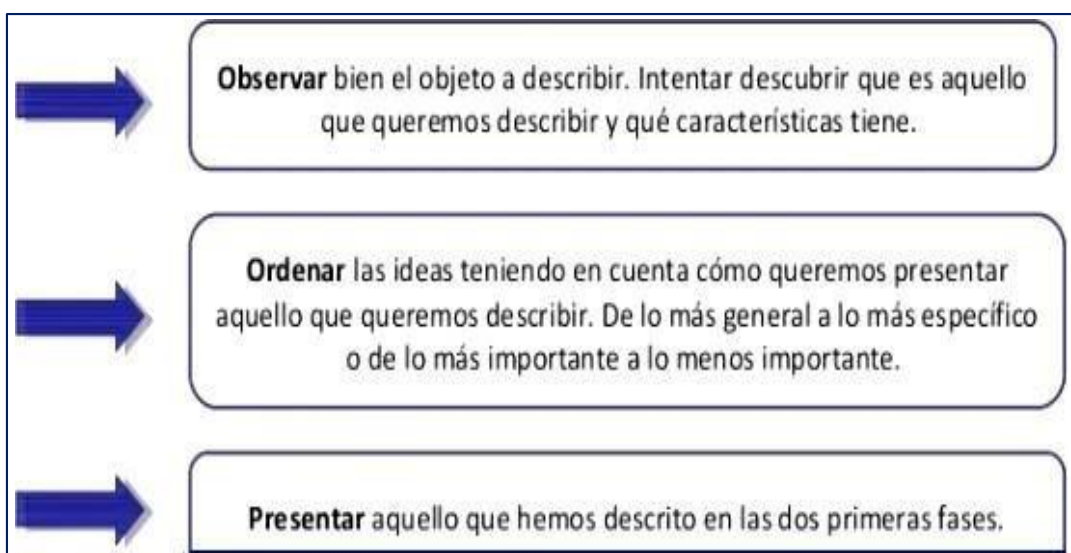 Observar bien el objeto a describir. Intentar descubrir que es aquello
que queremos describir y qué características tiene.
Ordenar las ideas teniendo en cuenta cómo queremos presentar
aquello que queremos describir. De lo más general a lo más específico
o de lo más importante a lo menos importante.
Presentar aquello que hemos descrito en las dos primeras fases.